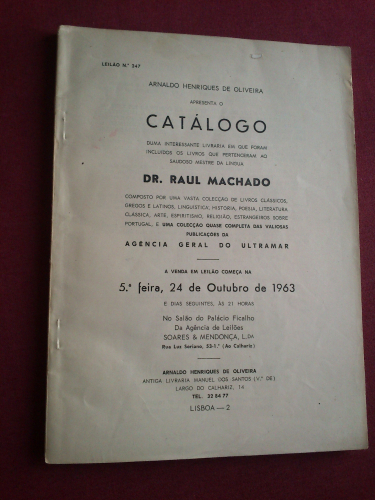 LEILÃO N.º 347
ARNALDO HENRIQUES DE OLIVEIRA
APRESENTA O
CATÁLOGO
DUMA INTERESSANTE LIVRARIA EM QUE FORAM
INCLUÍDOS OS LIVROS QUE PERTENCERAM AO
SAUDOSO MESTRE DA LÍNGUA
DR. RAUL MACHADO
COMPOSTO POR UMA VASTA COLECÇÃO DE LIVROS CLÁSSICOS,
GREGOS E LATINOS, LINGUÍSTICA, HISTÓRIA, POESIA, LITERATURA
CLÁSSICA, ARTE, ESPIRITISMO, RELIGIÃO, ESTRANGEIROS SOBRE
PORTUGAL, E UMA COLECÇÃO QUASE COMPLETA DAS VALIOSAS
PUBLICAÇÕES DA
AGÊNCIA GERAL DO ULTRAMAR
A VENDA EM LEILÃO COMEÇA NA
5.ª feira, 24 de Outubro de 1963
E DIAS SEGUINTES, ÀS 21 HORAS
No Salão do Palácio Ficalho
Da Agência de Leilões
SOARES & MENDONÇA, L.DA
Rua Luz Soriano, 53-1.º (Ao Calhariz)
ARNALDO HENRIQUES DE OLIVEIRA
ANTIGA LIVRARIA MANUEL DOS SANTOS (V.ª DE)
LARGO DO CALHARIZ, 14
TEL. 32 84 77
LISBOA — 2